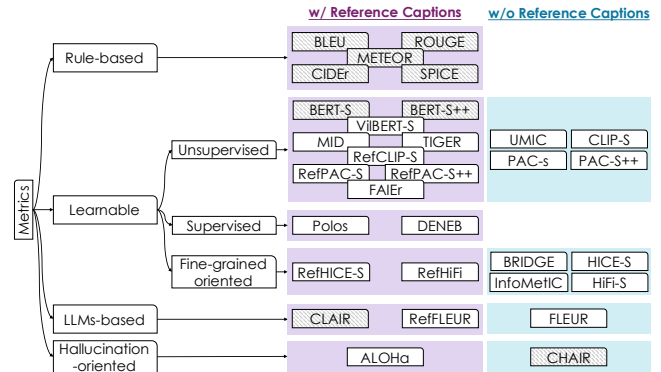 w/ Reference Captions
w/o Reference Captions
Metrics
Rule-based
BLEU
ROUGE
METEOR
CIDEr
SPICE
Learnable
Unsupervised
BERT-S
BERT-S++
VilBERT-S
MID
TIGER
RefCLIP-S
RefPAC-S
RefPAC-S++
FAIEr
UMIC
CLIP-S
PAC-s
PAC-S++
Supervised
Polos
DENEB
Fine-grained
oriented
RefHICE-S
RefHiFi
BRIDGE
HICE-S
InfoMetIC
HiFi-S
LLMs-based
CLAIR
RefFLEUR
FLEUR
Hallucination
-oriented
ALOHa
CHAIR